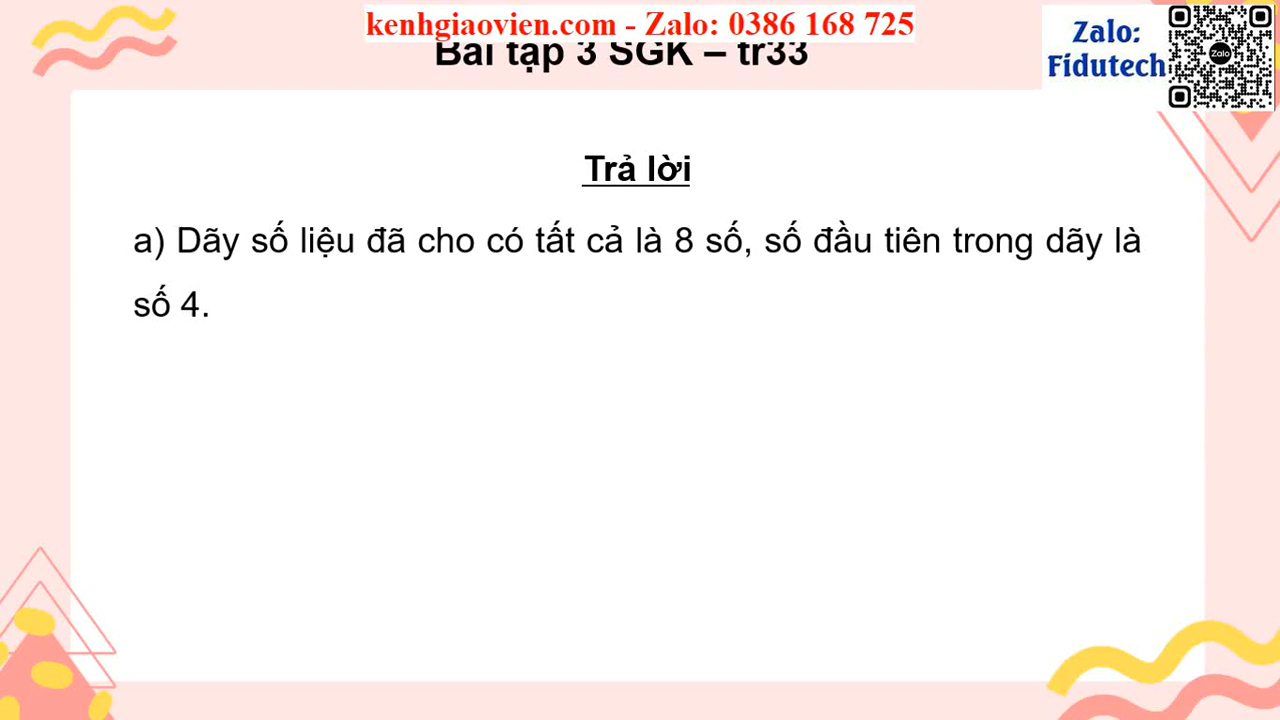 kenhgiaovien.com - Zalo: 0386 168 725
Bài tập 3 SGK – tr33
Zalo:
Fidutech
Zalo
Trả lời
a) Dãy số liệu đã cho có tất cả là 8 số, số đầu tiên trong dãy là
số 4.